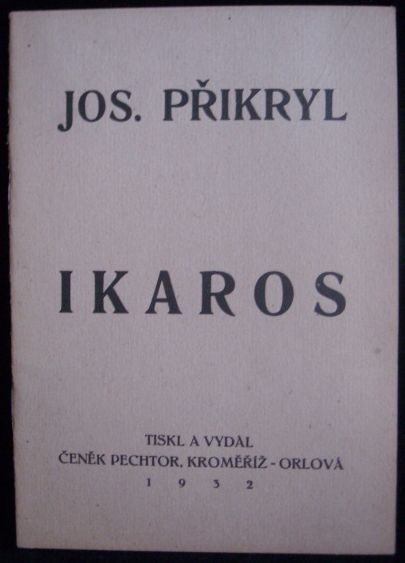 JOS. PŘIKRYL
IKAROS
TISKL A VYDAL
ČENĚK PECHTOR, KROMĚŘÍŽ - ORLOVÁ
1932